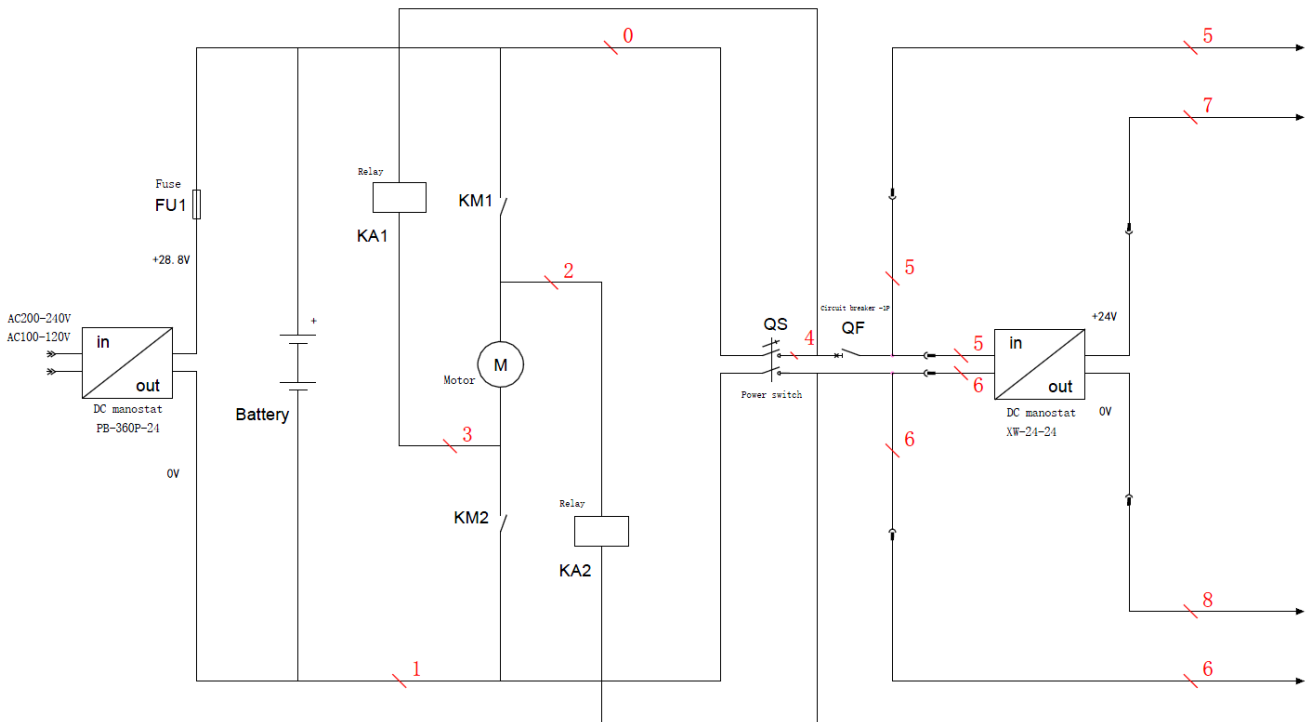 0
5
7
Relay
KA1
Fuse
FU1
KM1
+28.8V
2
5
AC200-240V
AC100-120V
in
out
DC manostat
PB-360P-24
0V
+
Battery
M
Motor
3
KM2
Relay
KA2
1
Circuit breaker -2P
QS
4
QF
Power switch
5
6
in
out
DC manostat
XW-24-24
+24V
0V
6
8
6